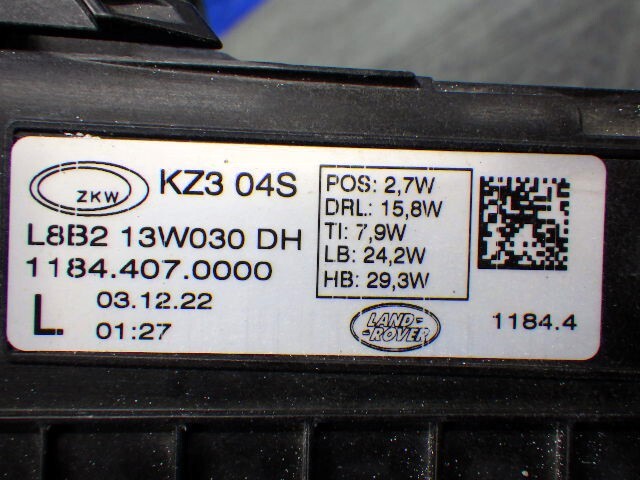 ZKW KZ3 04S
L8B2 13W030 DH
1184.407.0000
L 03.12.22
01:27
POS: 2,7W
DRL: 15,8W
TI: 7,9W
LB: 24,2W
HB: 29,3W
LAND-
ROVER
1184.4